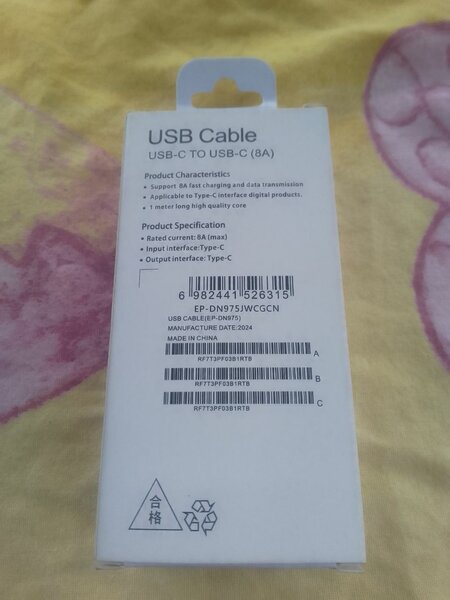 USB Cable
USB-C TO USB-C (8A)
Product Characteristics
• Support 8A fast charging and data transmission
• Applicable to Type-C interface digital products.
• 1 meter long high quality core
Product Specification
• Rated current: 8A (max)
• Input interface:Type-C
• Output interface: Type-C
6 982441 526315
EP-DN975JWCGCN
USB CABLE(EP-DN975)
MANUFACTURE DATE:2024
MADE IN CHINA
A
RF7T3PF03B1RTB
B
RF7T3PF03B1RTB
C
RF7T3PF03B1RTB
合
格